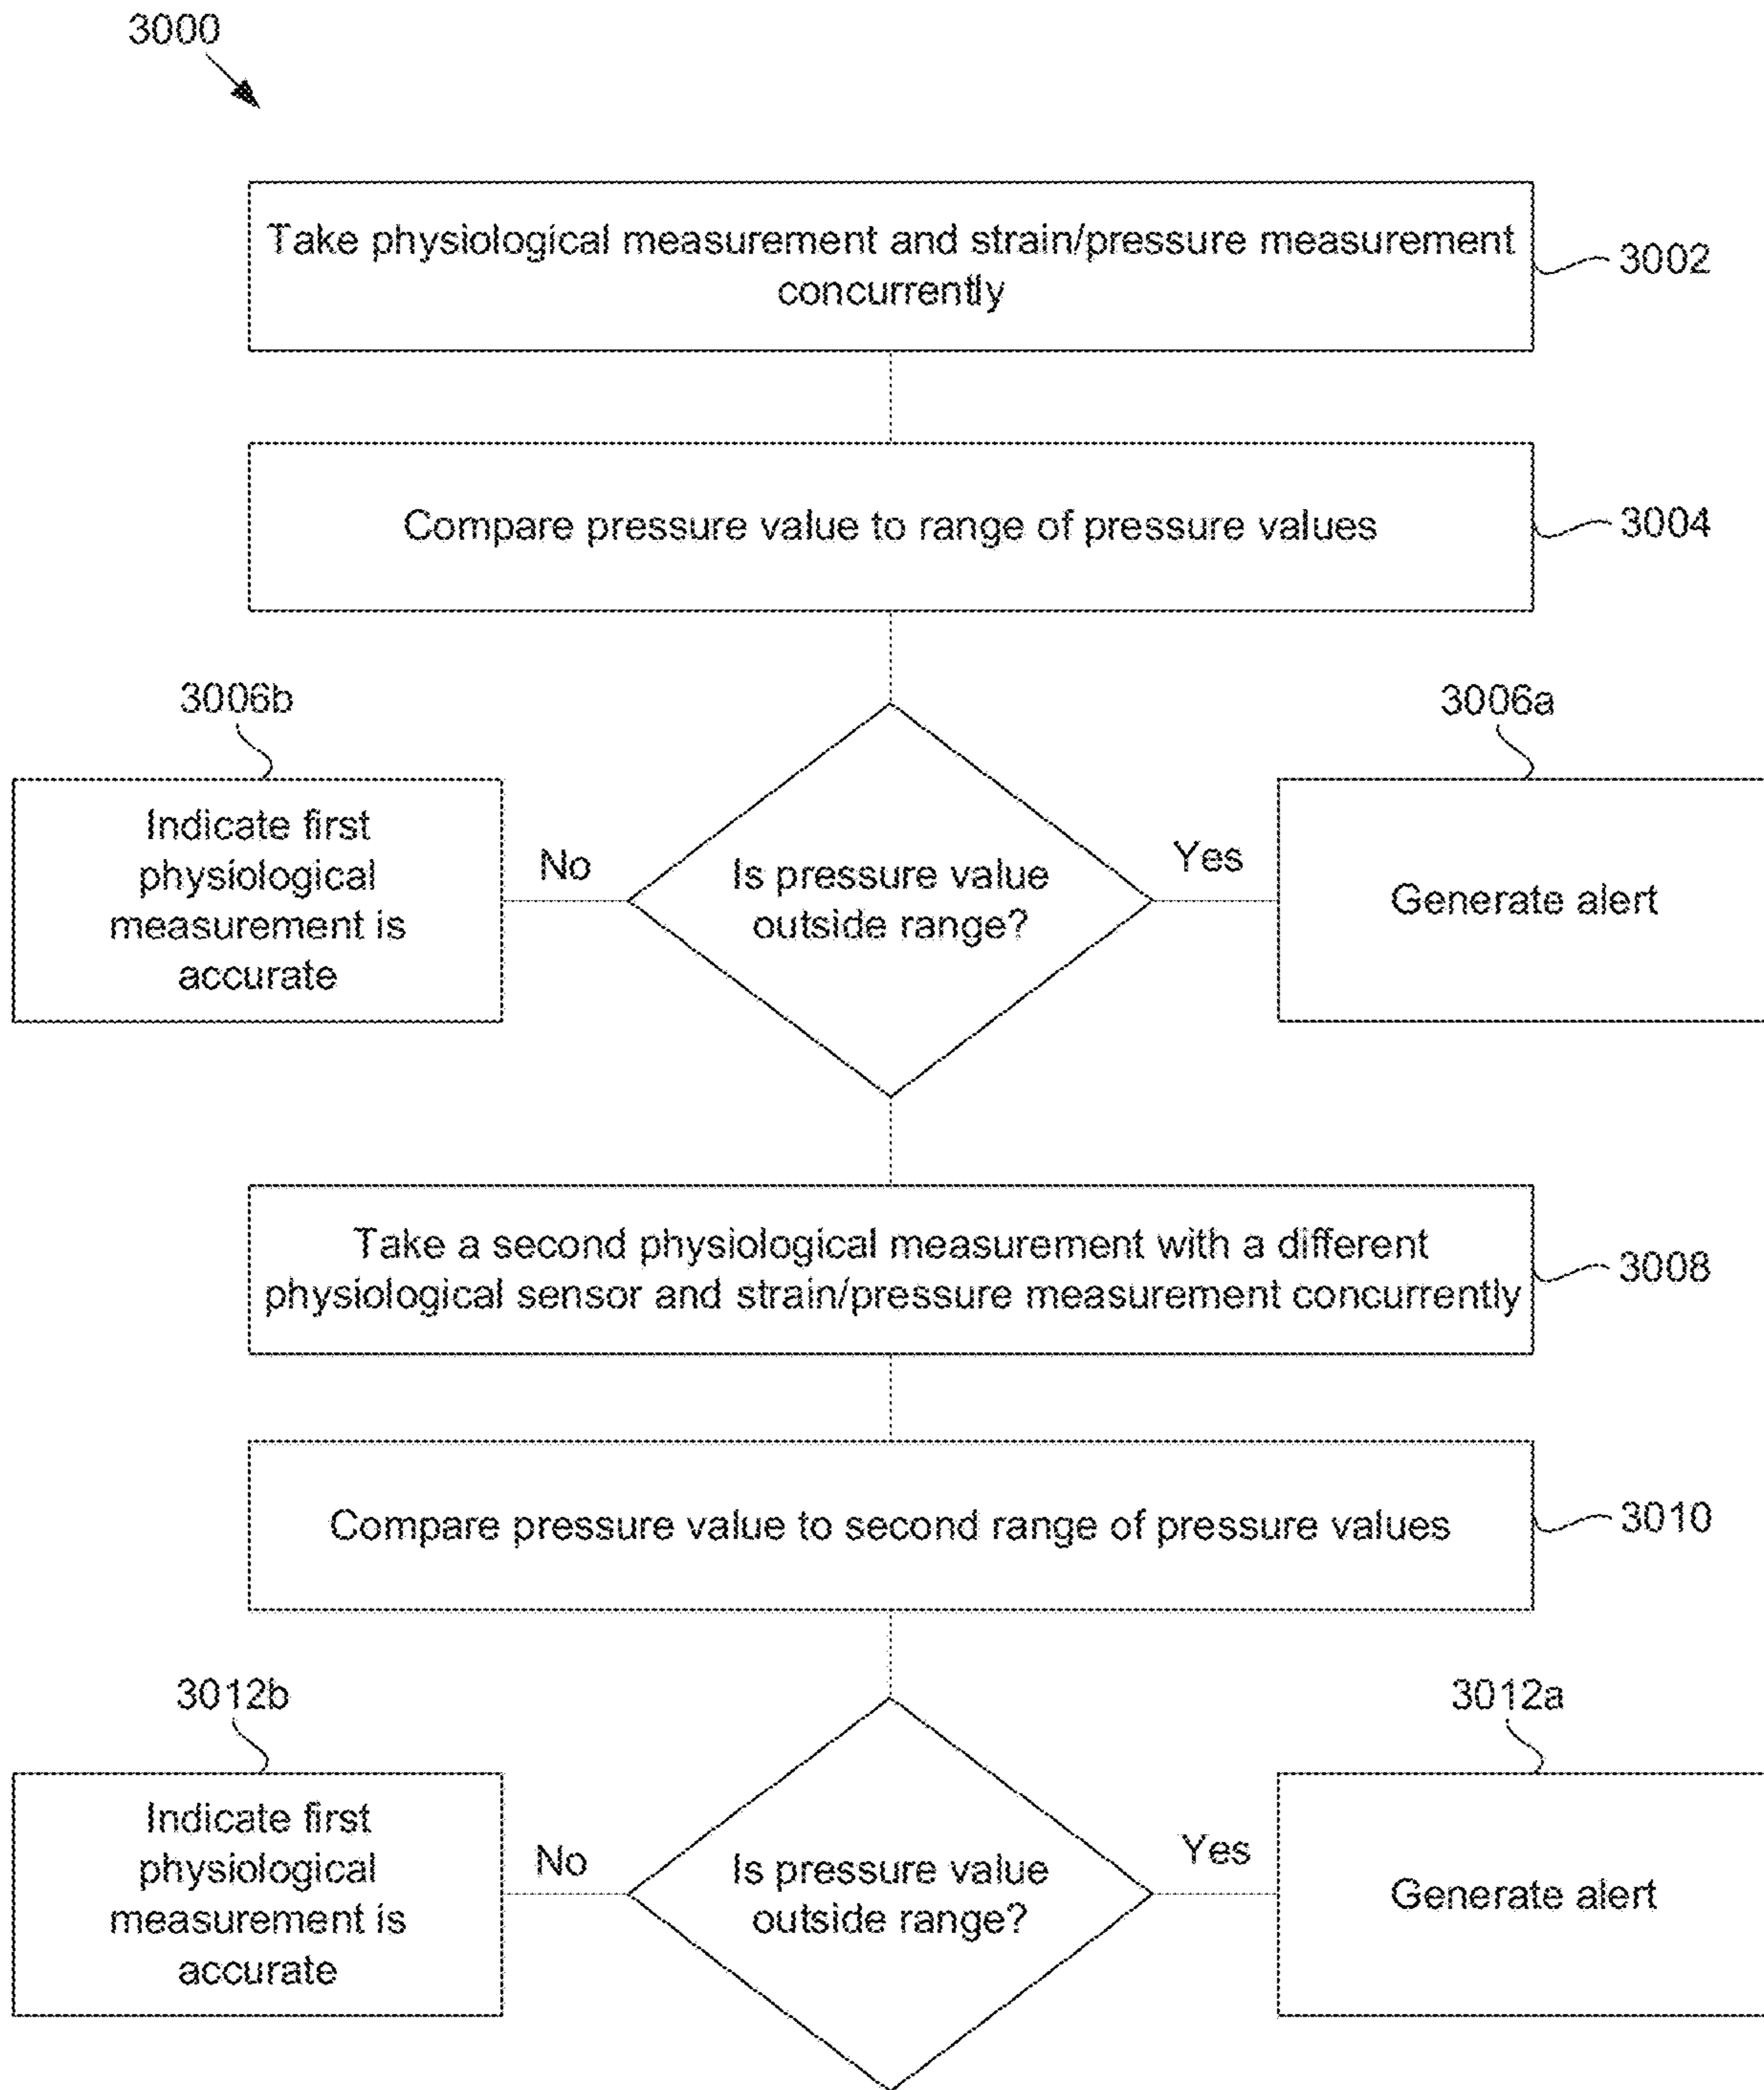 3000
Take physiological measurement and strain/pressure measurement
concurrently
3002
Compare pressure value to range of pressure values
3004
3006b
3006a
Indicate first
physiological
measurement is
accurate
No
Is pressure value
outside range?
Yes
Generate alert
Take a second physiological measurement with a different
physiological sensor and strain/pressure measurement concurrently
3008
Compare pressure value to second range of pressure values
3010
3012b
3012a
Indicate first
physiological
measurement is
accurate
No
Is pressure value
outside range?
Yes
Generate alert